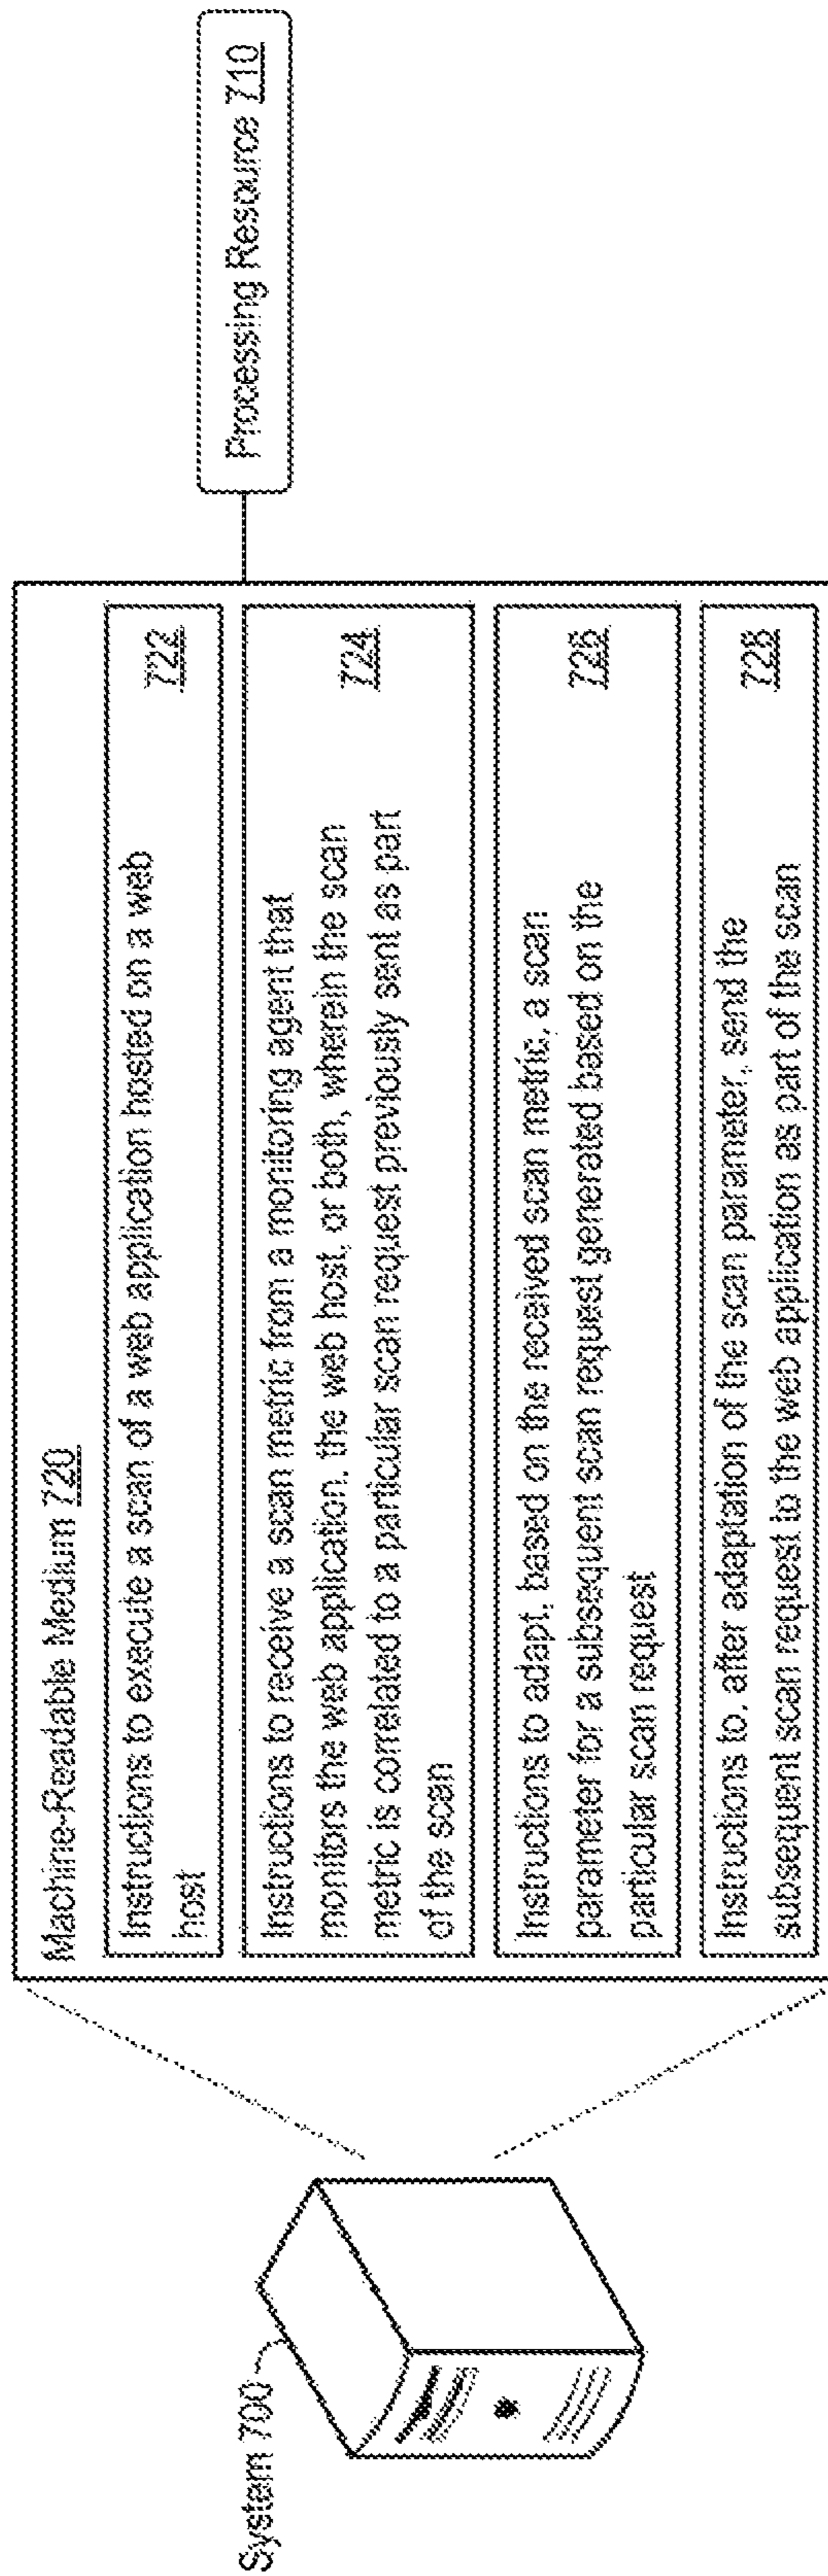 Machine-Readable Medium 720
Instructions to execute a scan of a web application hosted on a web
host
722
Instructions to receive a scan metric from a monitoring agent that
monitors the web application, the web host, or both, wherein the scan
metric is correlated to a particular scan request previously sent as part
of the scan
724
Instructions to adapt, based on the received scan metric, a scan
parameter for a subsequent scan request generated based on the
particular scan request
726
Instructions to, after adaptation of the scan parameter, send the
subsequent scan request to the web application as part of the scan
728
Processing Resource 710
System 700